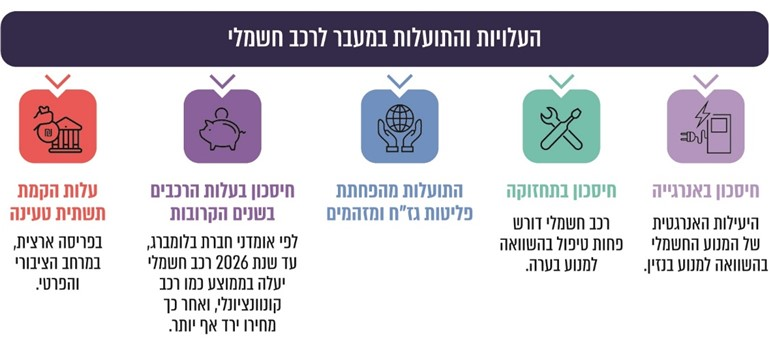 העלויות והתועלות במעבר לרכב חשמלי
חיסכון באנרגייה
היעילות האנרגטית
של המנוע החשמלי
בהשוואה למנוע בנזין.
חיסכון בתחזוקה
רכב חשמלי דורש
פחות טיפול בהשוואה
למנוע בערה.
התועלות מהפחתת
פליטות גז"ח ומזהמים
חיסכון בעלות הרכבים
בשנים הקרובות
לפי אומדני חברת בלומברג,
עד שנת 2026 רכב חשמלי
יעלה בממוצע כמו רכב
קונוונציונלי, ואחר כך
מחירו ירד אף יותר.
עלות הקמת
תשתית טעינה
בפריסה ארצית,
במרחב הציבורי
והפרטי.